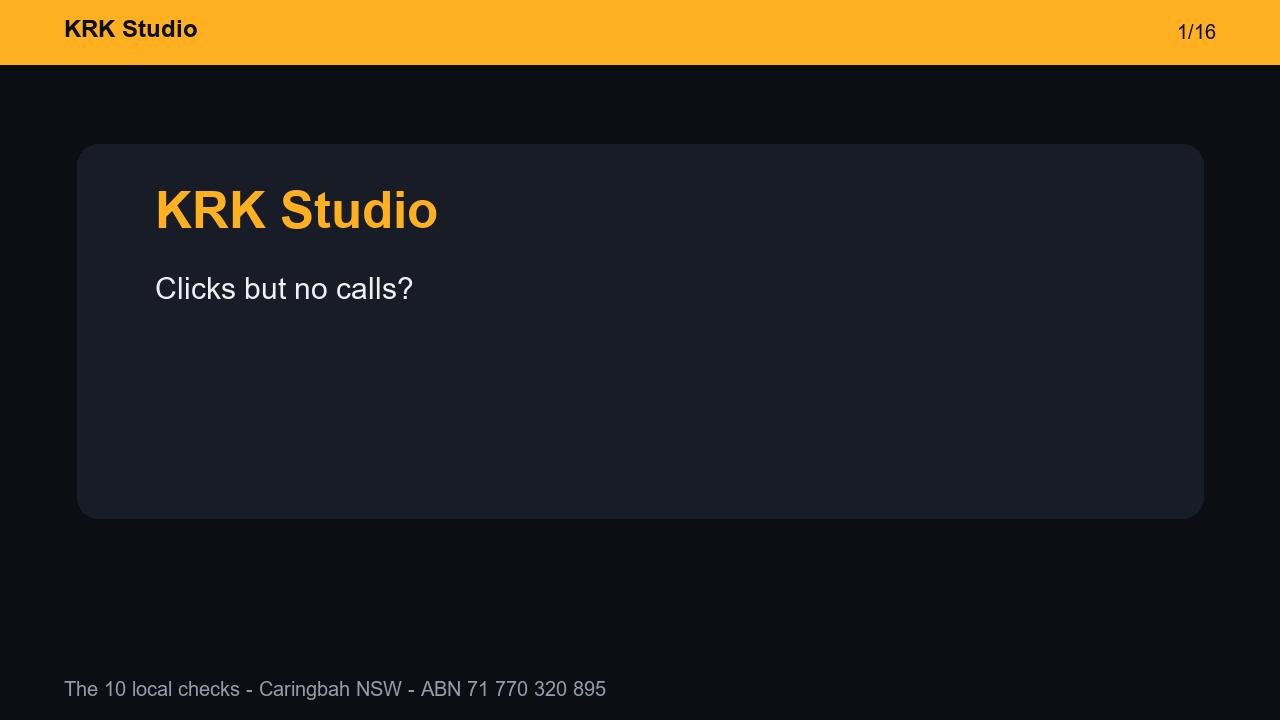 KRK Studio
1/16
KRK Studio
Clicks but no calls?
The 10 local checks - Caringbah NSW - ABN 71 770 320 895